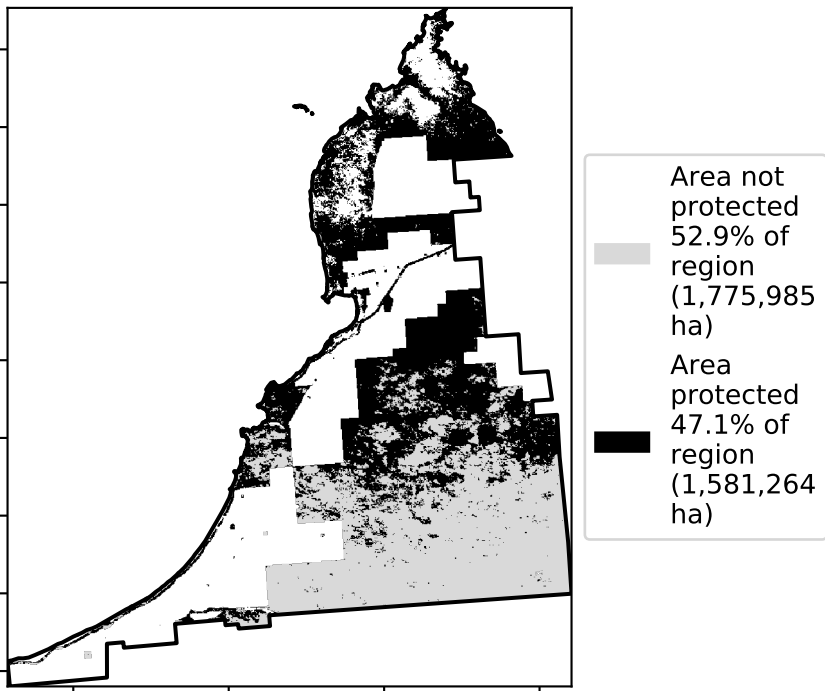 Area not
protected
52.9% of
region
(1,775,985
ha)
Area
protected
47.1% of
region
(1,581,264
ha)